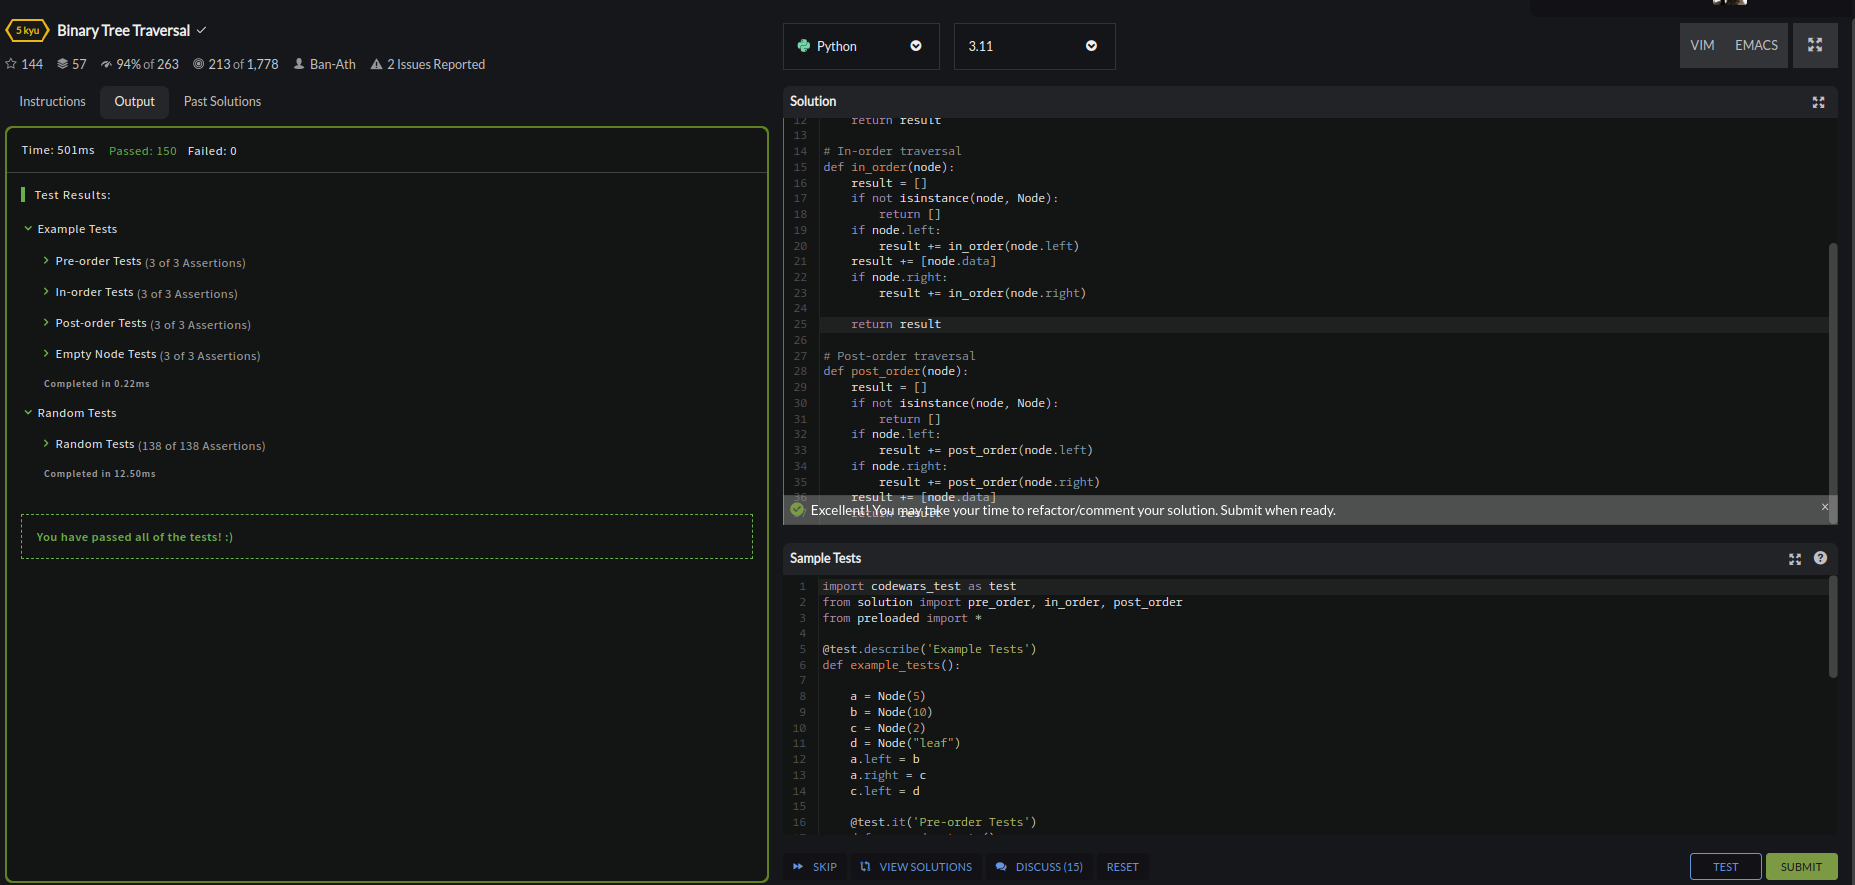 5 kyu Binary Tree Traversal
144 57 94% of 263 213 of 1,778 Ban-Ath 2 Issues Reported
Instructions Output Past Solutions
Time: 501ms Passed: 150 Failed: 0
Test Results:
Example Tests
Pre-order Tests (3 of 3 Assertions)
In-order Tests (3 of 3 Assertions)
Post-order Tests (3 of 3 Assertions)
Empty Node Tests (3 of 3 Assertions)
Completed in 0.22ms
Random Tests
Random Tests (138 of 138 Assertions)
Completed in 12.50ms
You have passed all of the tests! :)
Python 3.11 VIM EMACS
Solution
12 return result
13
14 # In-order traversal
15 def in_order(node):
16 result = []
17 if not isinstance(node, Node):
18 return []
19 if node.left:
20 result += in_order(node.left)
21 result += [node.data]
22 if node.right:
23 result += in_order(node.right)
24
25 return result
26
27 # Post-order traversal
28 def post_order(node):
29 result = []
30 if not isinstance(node, Node):
31 return []
32 if node.left:
33 result += post_order(node.left)
34 if node.right:
35 result += post_order(node.right)
36 result += [node.data]
return result
Excellent! You may take your time to refactor/comment your solution. Submit when ready.
Sample Tests
1 import codewars_test as test
2 from solution import pre_order, in_order, post_order
3 from preloaded import *
4
5 @test.describe('Example Tests')
6 def example_tests():
7
8 a = Node(5)
9 b = Node(10)
10 c = Node(2)
11 d = Node("leaf")
12 a.left = b
13 a.right = c
14 c.left = d
15
16 @test.it('Pre-order Tests')
SKIP VIEW SOLUTIONS DISCUSS (15) RESET TEST SUBMIT